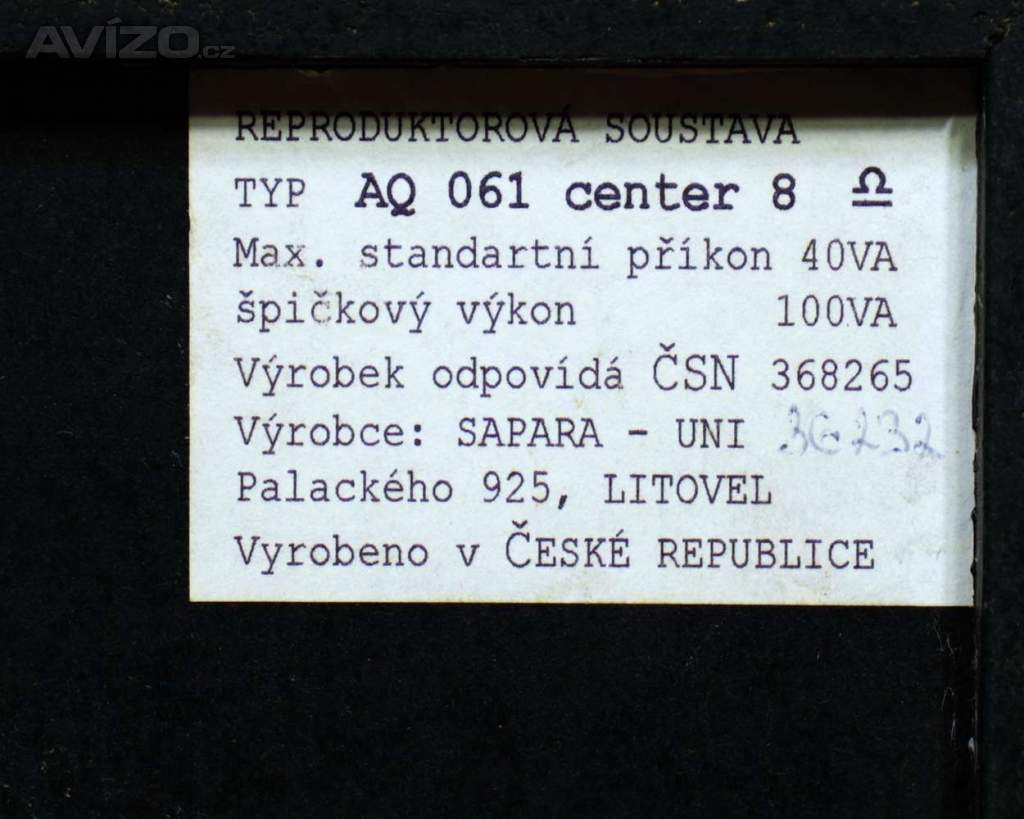 AVÍZO.cz
REPRODUKTOROVÁ SOUSTAVA
TYP AQ 061 center 8 Ω
Max. standartní příkon 40VA
špičkový výkon 100VA
Výrobek odpovídá ČSN 368265
Výrobce: SAPARA - UNI 36232
Palackého 925, LITOVEL
Vyrobeno v ČESKÉ REPUBLICE